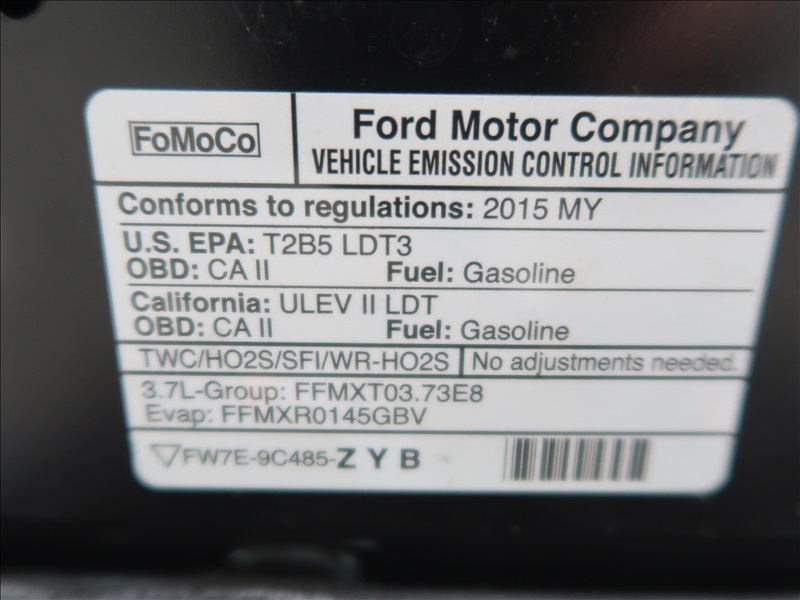 FoMoCo
Ford Motor Company
VEHICLE EMISSION CONTROL INFORMATION
Conforms to regulations: 2015 MY
U.S. EPA: T2B5 LDT3
OBD: CA II Fuel: Gasoline
California: ULEV II LDT
OBD: CA II Fuel: Gasoline
TWC/HO2S/SFI/WR-HO2S No adjustments needed.
3.7L-Group: FFMXT03.73E8
Evap: FFMXR0145GBV
FW7E-9C485-Z Y B